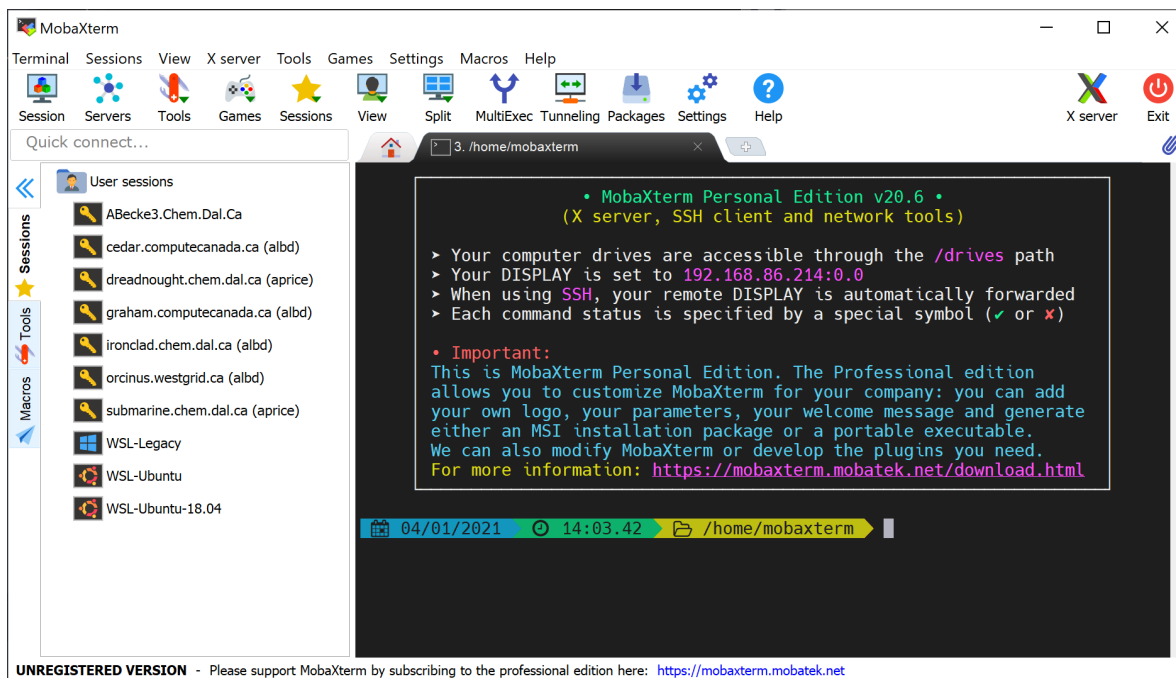 MobaXterm
Terminal Sessions View X server Tools Games Settings Macros Help
Session Servers Tools Games Sessions View Split MultiExec Tunneling Packages Settings Help X server Exit
Quick connect...
3. /home/mobaxterm
Sessions
Tools
Macros
User sessions
ABecke3.Chem.Dal.Ca
cedar.computecanada.ca (albd)
dreadnought.chem.dal.ca (aprice)
graham.computecanada.ca (albd)
ironclad.chem.dal.ca (albd)
orcinus.westgrid.ca (albd)
submarine.chem.dal.ca (aprice)
WSL-Legacy
WSL-Ubuntu
WSL-Ubuntu-18.04
• MobaXterm Personal Edition v20.6 •
(X server, SSH client and network tools)
➤ Your computer drives are accessible through the /drives path
➤ Your DISPLAY is set to 192.168.86.214:0.0
➤ When using SSH, your remote DISPLAY is automatically forwarded
➤ Each command status is specified by a special symbol (✔ or ✘)
• Important:
This is MobaXterm Personal Edition. The Professional edition
allows you to customize MobaXterm for your company: you can add
your own logo, your parameters, your welcome message and generate
either an MSI installation package or a portable executable.
We can also modify MobaXterm or develop the plugins you need.
For more information: https://mobaxterm.mobatek.net/download.html
04/01/2021 14:03.42 /home/mobaxterm
UNREGISTERED VERSION - Please support MobaXterm by subscribing to the professional edition here: https://mobaxterm.mobatek.net